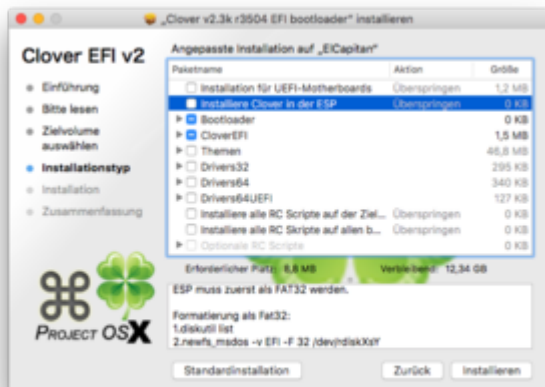 „Clover v2.3k r3504 EFI bootloader“ installieren
Clover EFI v2
Einführung
Bitte lesen
Zielvolume
auswählen
Installationstyp
Installation
Zusammenfassung
PROJECT OSX
Angepasste Installation auf „ElCapitan“
Paketname Aktion Größe
Installation für UEFI-Motherboards Überspringen 1,2 MB
Installiere Clover in der ESP Überspringen 0 KB
Bootloader 0 KB
CloverEFI 1,5 MB
Themen 46,8 MB
Drivers32 295 KB
Drivers64 340 KB
Drivers64UEFI 127 KB
Installiere alle RC Scripte auf der Ziel... Überspringen 0 KB
Installiere alle RC Skripte auf allen b... Überspringen 0 KB
Optionale RC Scripte 0 KB
Erforderlicher Platz: 8,8 MB Verbleibend: 12,34 GB
ESP muss zuerst als FAT32 werden.
Formatierung als Fat32:
1.diskutil list
2.newfs_msdos -v EFI -F 32 /dev/rdiskXsY
Standardinstallation Zurück Installieren